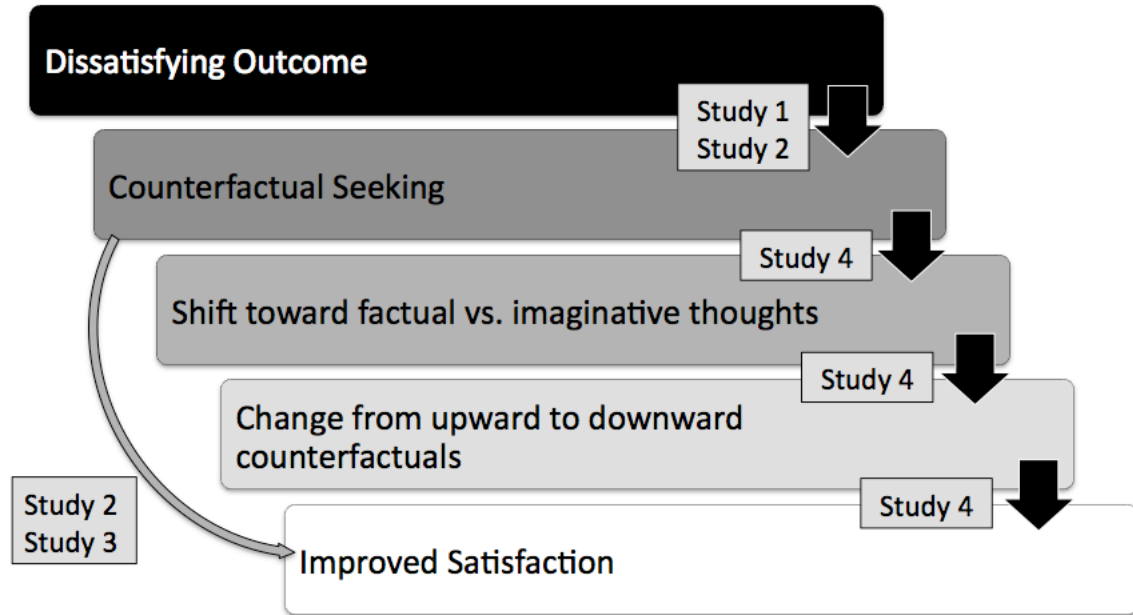 Dissatisfying Outcome
Study 1
Study 2
Counterfactual Seeking
Study 4
Shift toward factual vs. imaginative thoughts
Study 4
Change from upward to downward
counterfactuals
Study 4
Study 2
Study 3
Improved Satisfaction